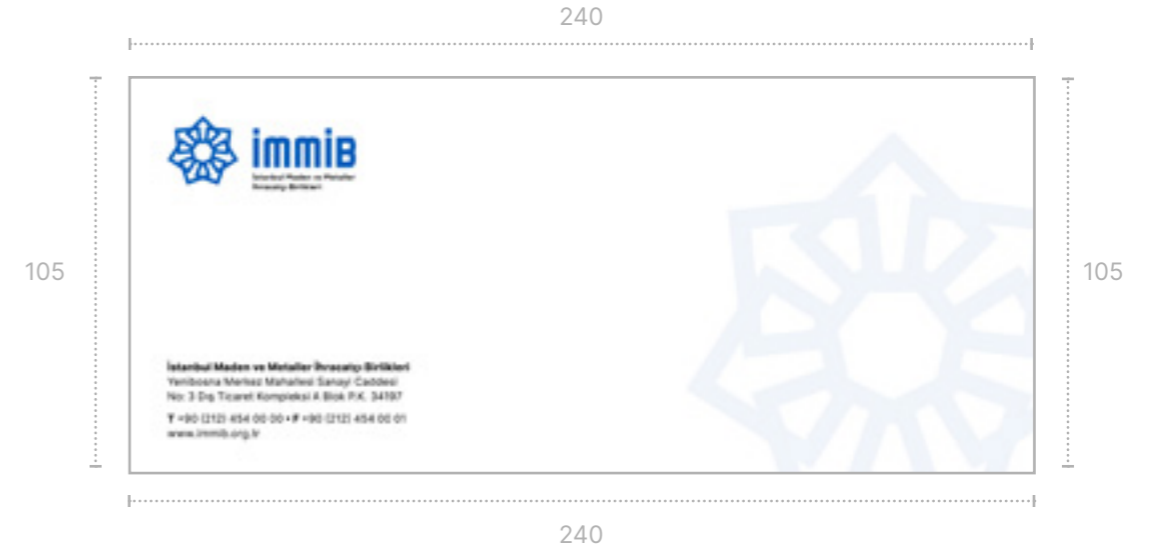 240
105
105
immiB
İstanbul Maden ve Metaller
İhracatçı Birlikleri
İstanbul Maden ve Metaller İhracatçı Birlikleri
Yenibosna Merkez Mahallesi Sanayi Caddesi
No: 3 Dış Ticaret Kompleksi A Blok P.K. 34197
T +90 (212) 454 00 00 • F +90 (212) 454 00 01
www.immib.org.tr
240